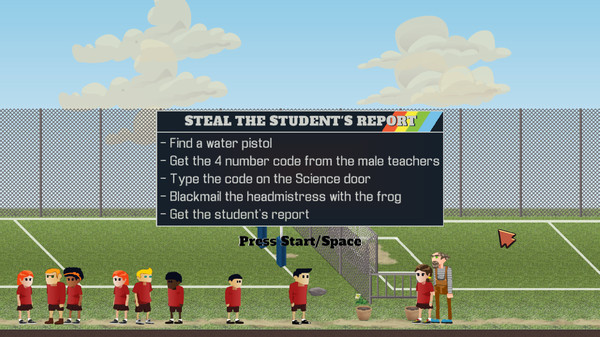 STEAL THE STUDENT'S REPORT
- Find a water pistol
- Get the 4 number code from the male teachers
- Type the code on the Science door
- Blackmail the headmistress with the frog
- Get the student's report
Press Start/Space